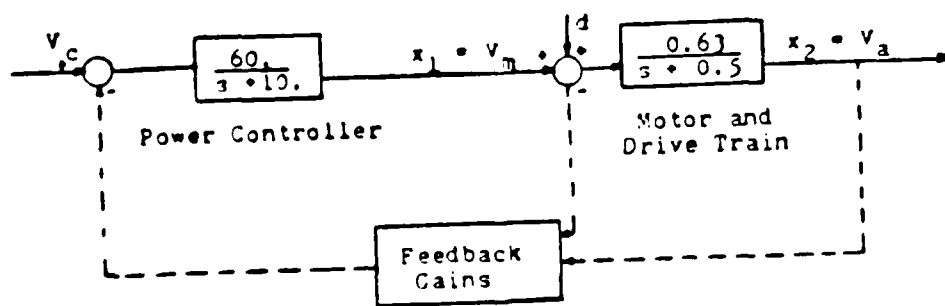 V_c
60.
s + 10.
Power Controller
x_1 = V_m
d
0.63
s + 0.5
Motor and
Drive Train
x_2 = V_a
Feedback
Gains